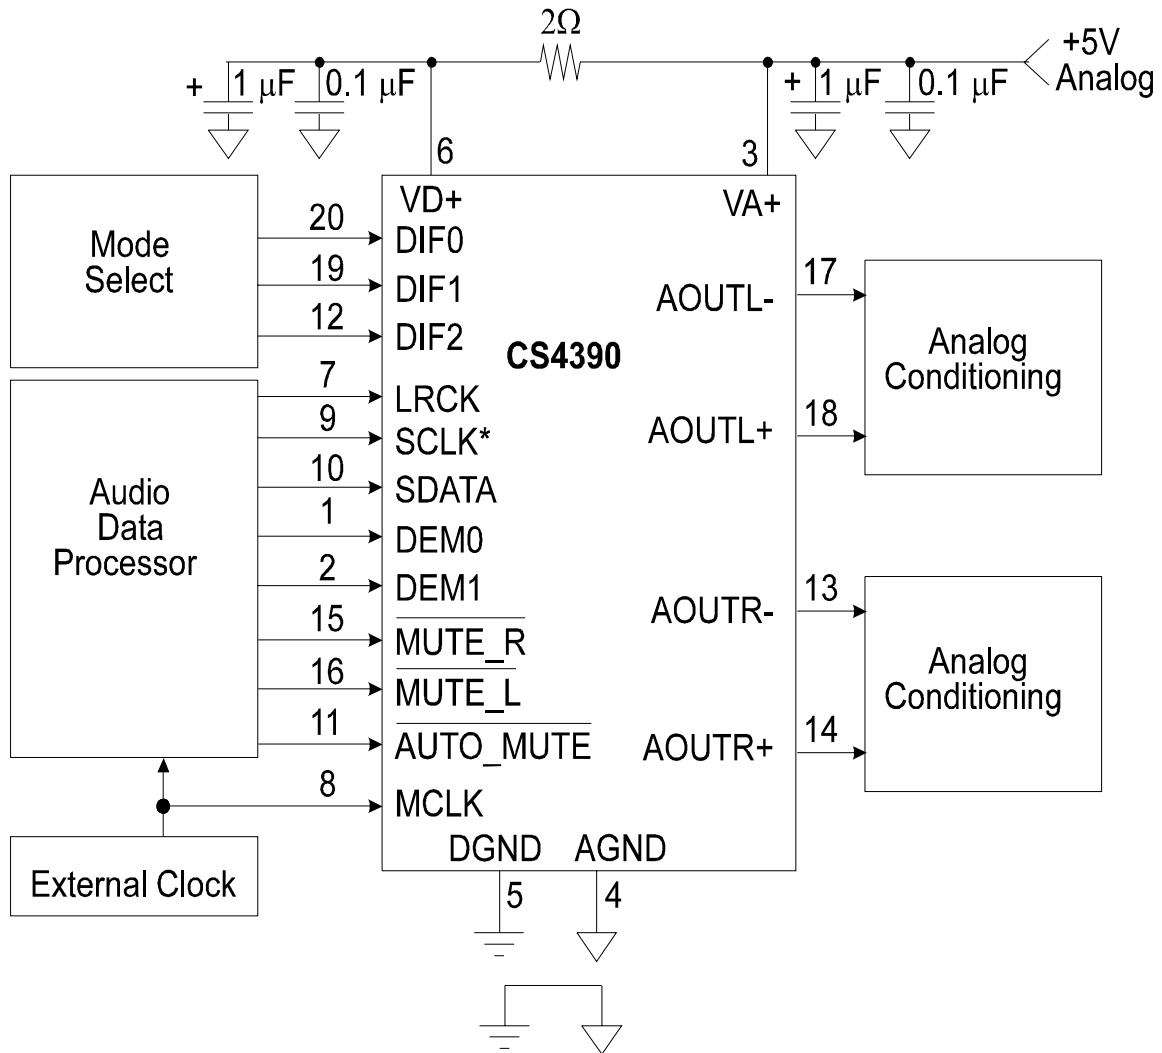 2Ω
+5V
Analog
+ 1 μF 0.1 μF
+ 1 μF 0.1 μF
6
3
VD+
VA+
Mode
Select
20 DIF0
19 DIF1
12 DIF2
CS4390
7 LRCK
9 SCLK*
10 SDATA
1 DEM0
2 DEM1
15 MUTE_R
16 MUTE_L
11 AUTO_MUTE
8 MCLK
Audio
Data
Processor
External Clock
AOUTL- 17
AOUTL+ 18
Analog
Conditioning
AOUTR- 13
AOUTR+ 14
Analog
Conditioning
DGND AGND
5 4